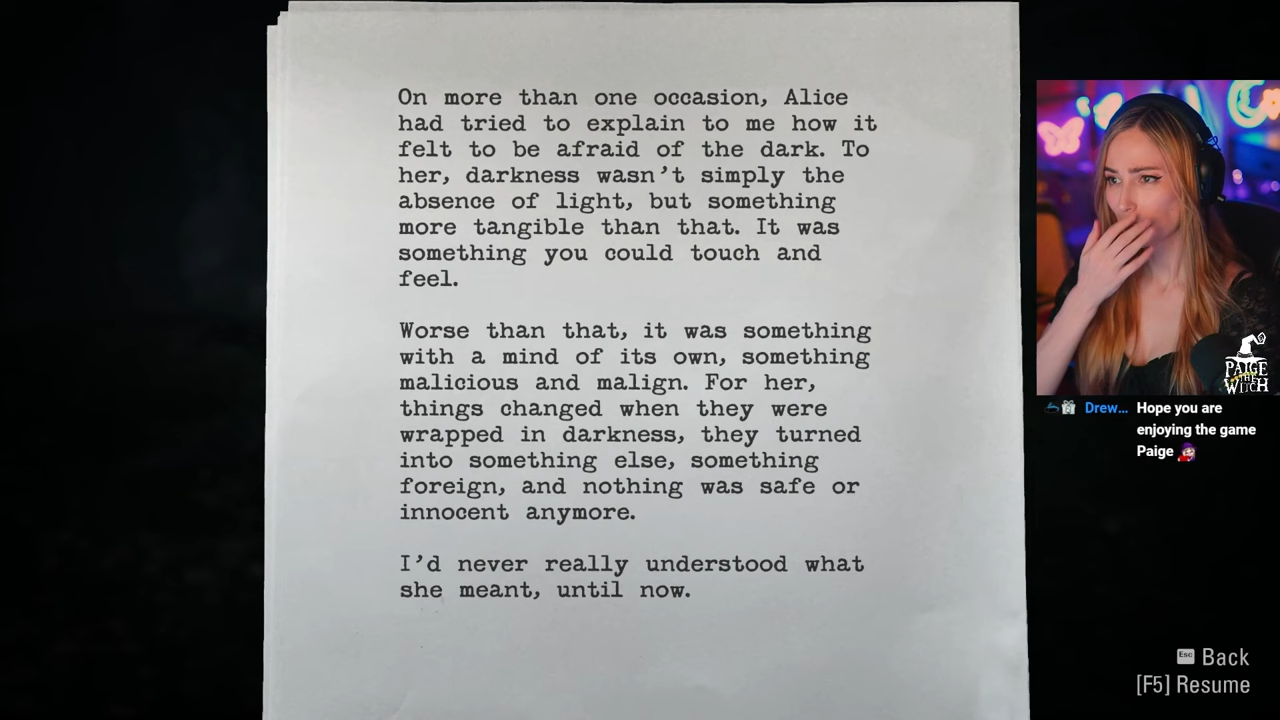 On more than one occasion, Alice
had tried to explain to me how it
felt to be afraid of the dark. To
her, darkness wasn't simply the
absence of light, but something
more tangible than that. It was
something you could touch and
feel.
Worse than that, it was something
with a mind of its own, something
malicious and malign. For her,
things changed when they were
wrapped in darkness, they turned
into something else, something
foreign, and nothing was safe or
innocent anymore.
I'd never really understood what
she meant, until now.
PAIGE
THE
WITCH
Drew... Hope you are
enjoying the game
Paige
Esc Back
[F5] Resume